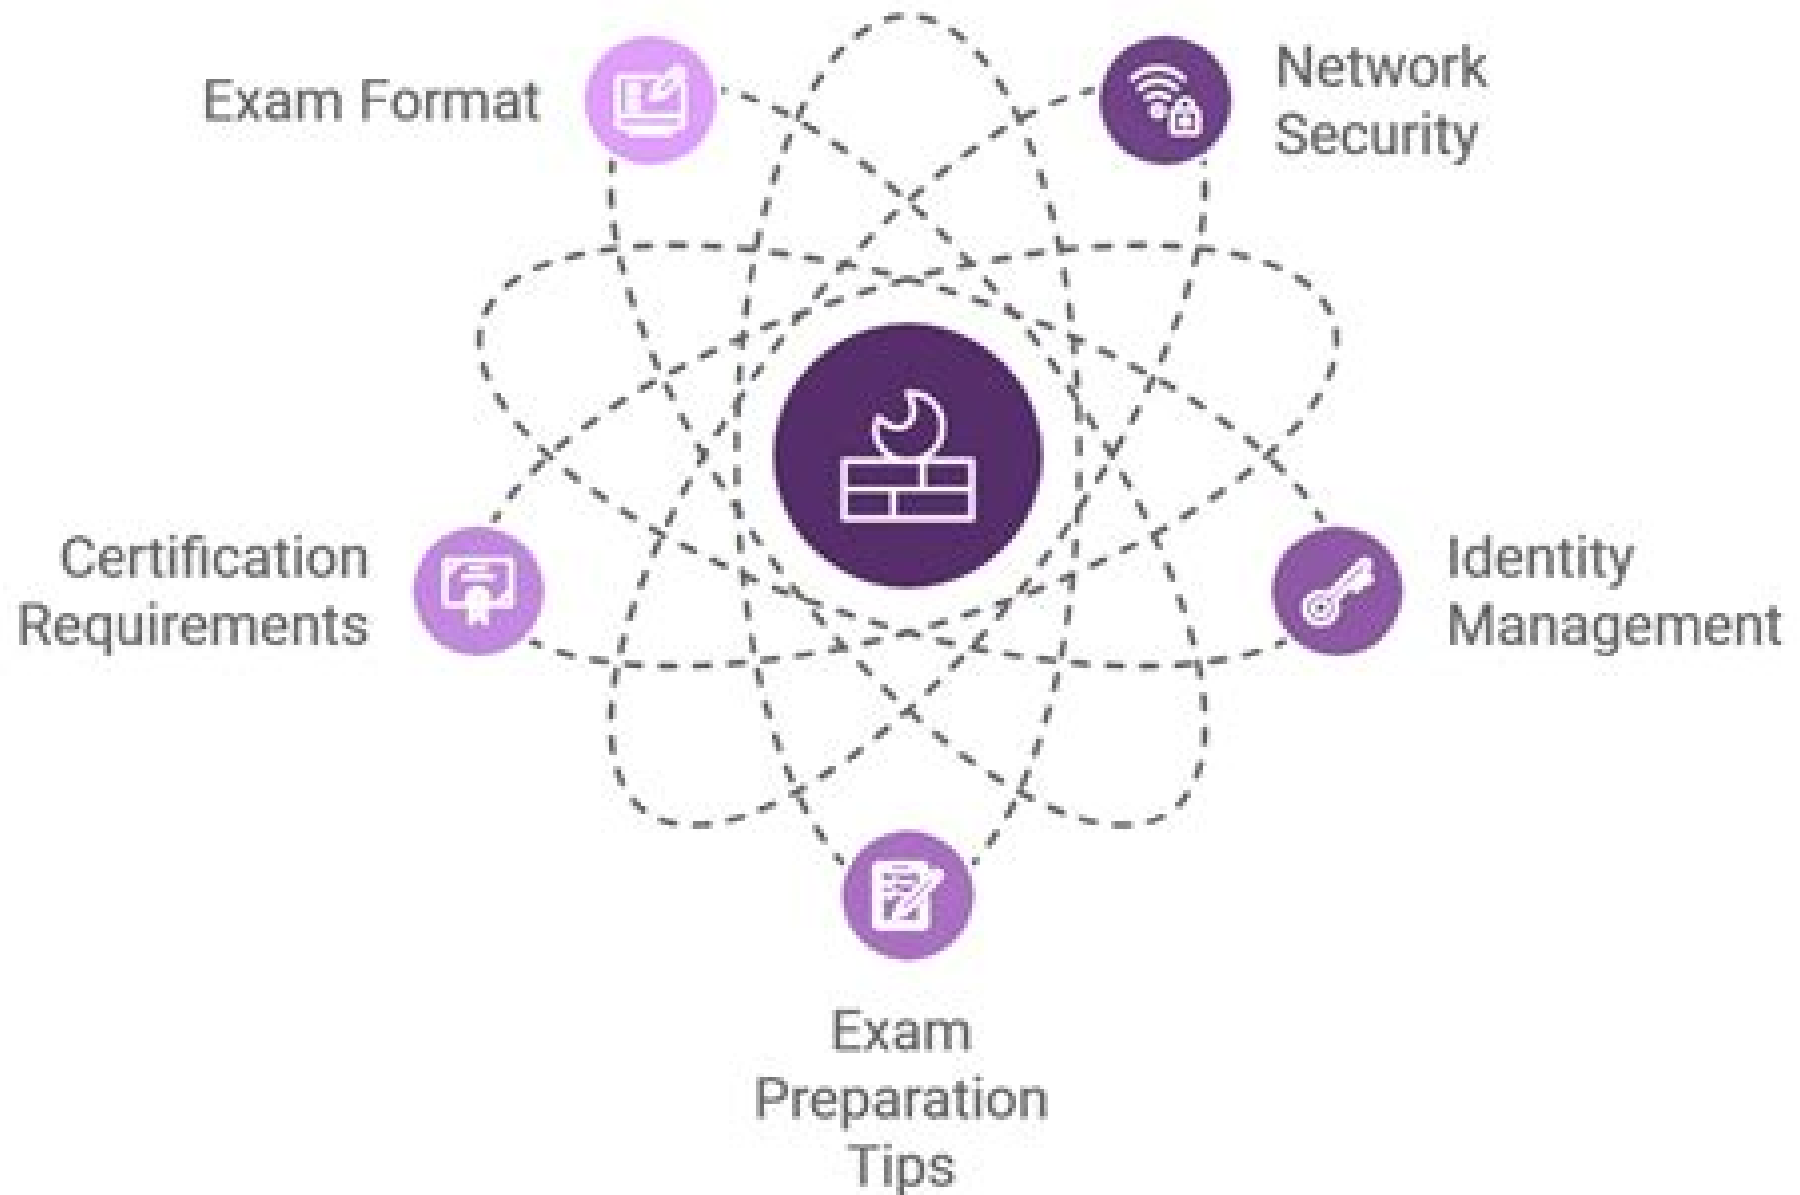 Exam Format
Network
Security
Certification
Requirements
Identity
Management
Exam
Preparation
Tips